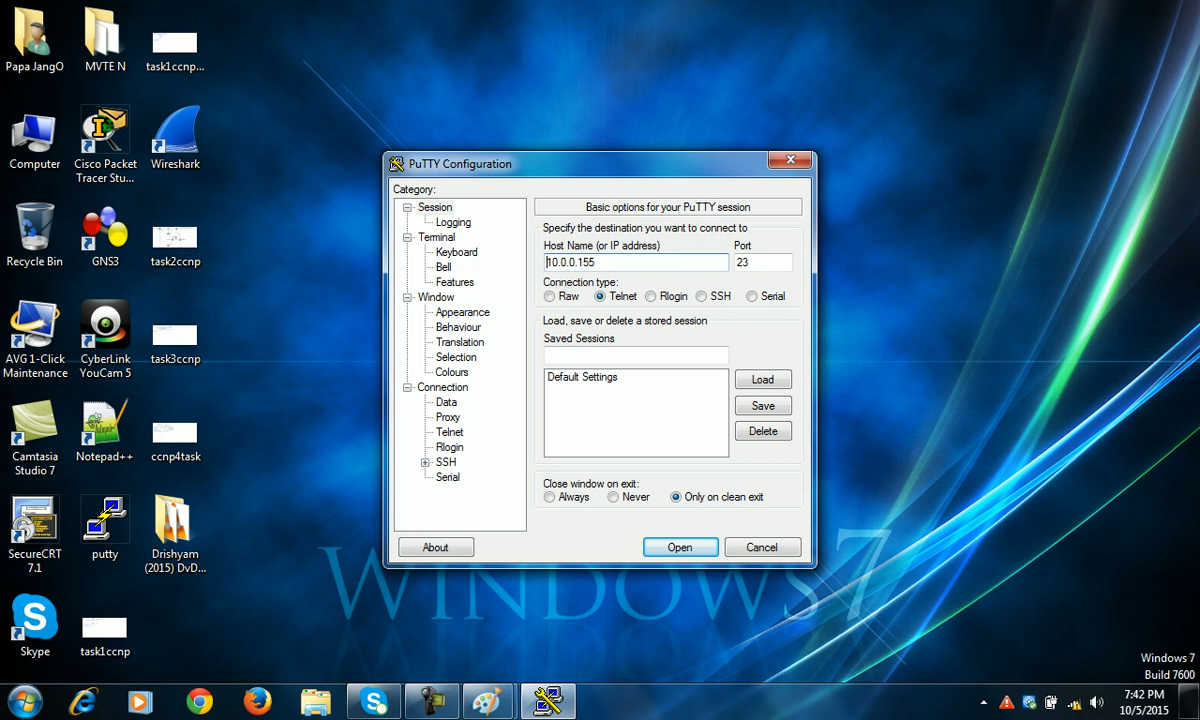 Papa JangO
MVTE N
task1ccnp...
Computer
Cisco Packet
Tracer Stu...
Wireshark
Recycle Bin
GNS3
task2ccnp
AVG 1-Click
Maintenance
CyberLink
YouCam 5
task3ccnp
Camtasia
Studio 7
Notepad++
ccnp4task
SecureCRT
7.1
putty
Drishyam
(2015) DvD...
Skype
task1ccnp
PuTTY Configuration
Category:
Session
Logging
Terminal
Keyboard
Bell
Features
Window
Appearance
Behaviour
Translation
Selection
Colours
Connection
Data
Proxy
Telnet
Rlogin
SSH
Serial
Basic options for your PuTTY session
Specify the destination you want to connect to
Host Name (or IP address) Port
10.0.0.155 23
Connection type:
Raw Telnet Rlogin SSH Serial
Load, save or delete a stored session
Saved Sessions
Default Settings
Load
Save
Delete
Close window on exit:
Always Never Only on clean exit
About Open Cancel
WINDOWS 7
Windows 7
Build 7600
7:42 PM
10/5/2015